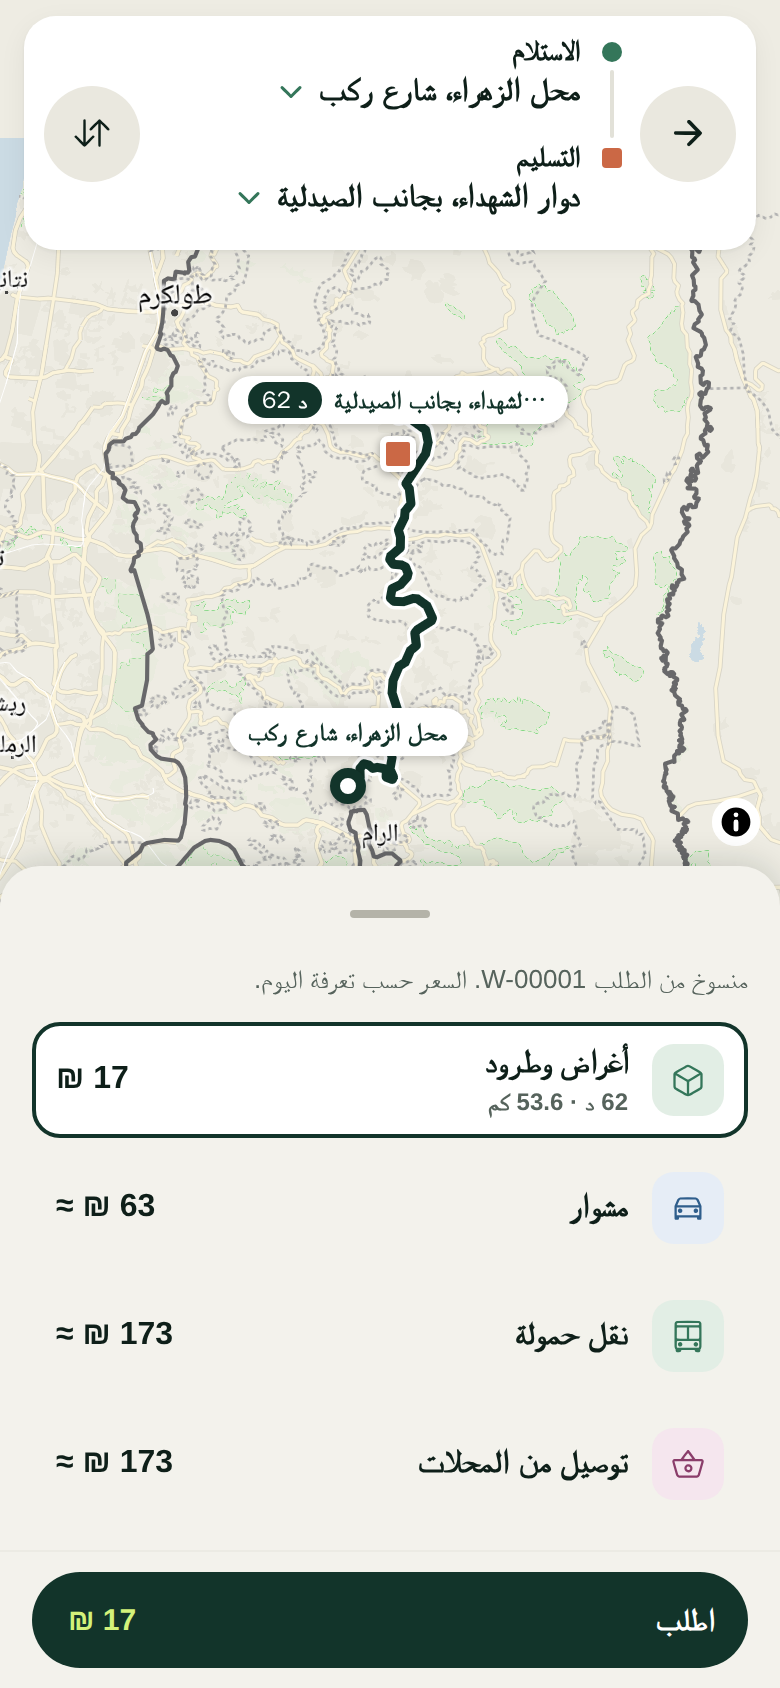 الاستلام
محل الزهراء، شارع ركب
التسليم
دوار الشهداء، بجانب الصيدلية
طولكرم
…لشهداء، بجانب الصيدلية
62 د
محل الزهراء، شارع ركب
الرام
منسوخ من الطلب W-00001. السعر حسب تعرفة اليوم.
أغراض وطرود
17 ₪
62 د · 53.6 كم
مشوار
≈ ₪ 63
نقل حمولة
≈ ₪ 173
توصيل من المحلات
≈ ₪ 173
اطلب
17 ₪